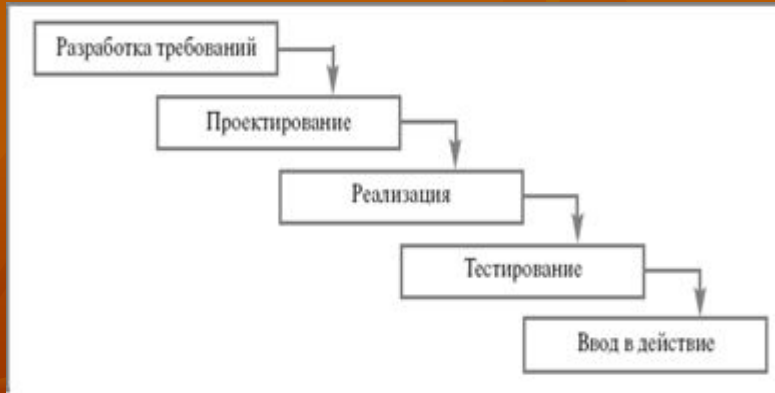 Разработка требований
Проектирование
Реализация
Тестирование
Ввод в действие